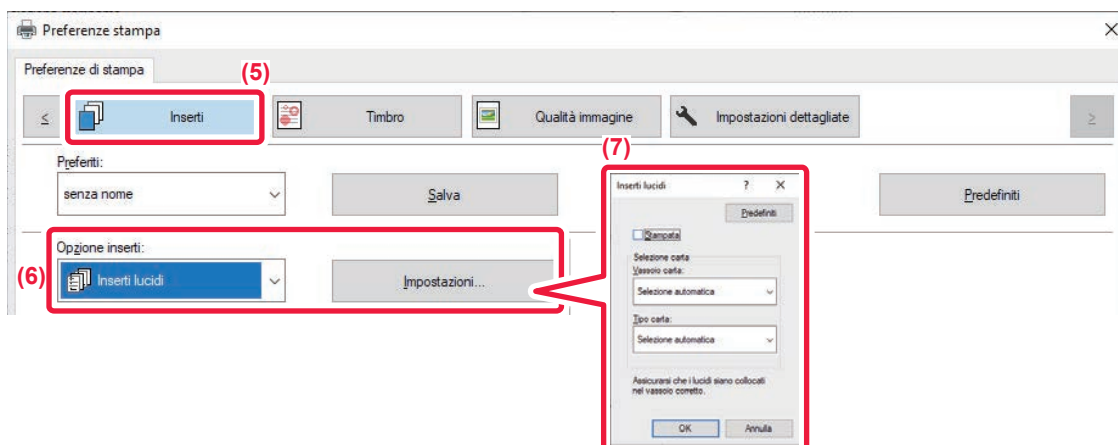 Preferenze stampa
Preferenze di stampa
(5)
<
Inserti
Timbro
Qualità immagine
Impostazioni dettagliate
>
(7)
Preferiti:
senza nome
Salva
Predefiniti
Opzione inserti:
(6)
Inserti lucidi
Impostazioni...
Inserti lucidi
?
Predefiniti
Stampata
Selezione carta
Vassoio carta:
Selezione automatica
Tipo carta:
Selezione automatica
Assicurarsi che i lucidi siano collocati
nel vassoio corretto.
OK
Annulla